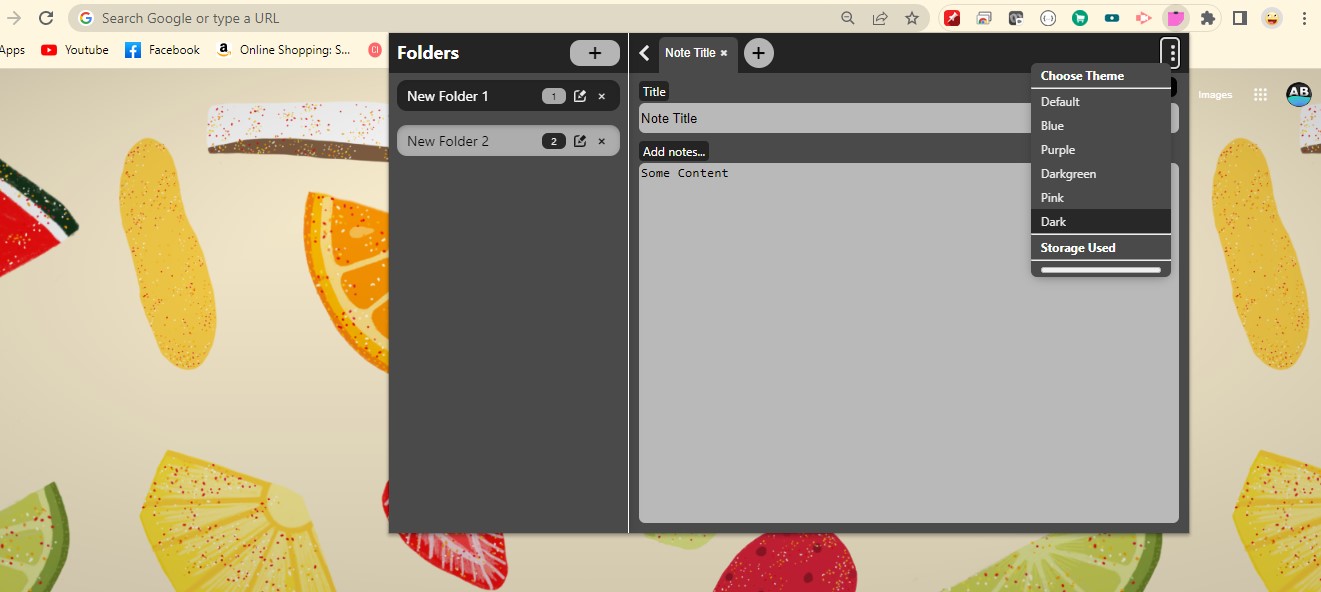 Search Google or type a URL
Apps
Youtube
Facebook
Online Shopping: S...
Folders
+
New Folder 1
1
×
New Folder 2
2
×
Note Title ×
+
Title
Note Title
Add notes...
Some Content
Choose Theme
Default
Blue
Purple
Darkgreen
Pink
Dark
Storage Used
Images
AB